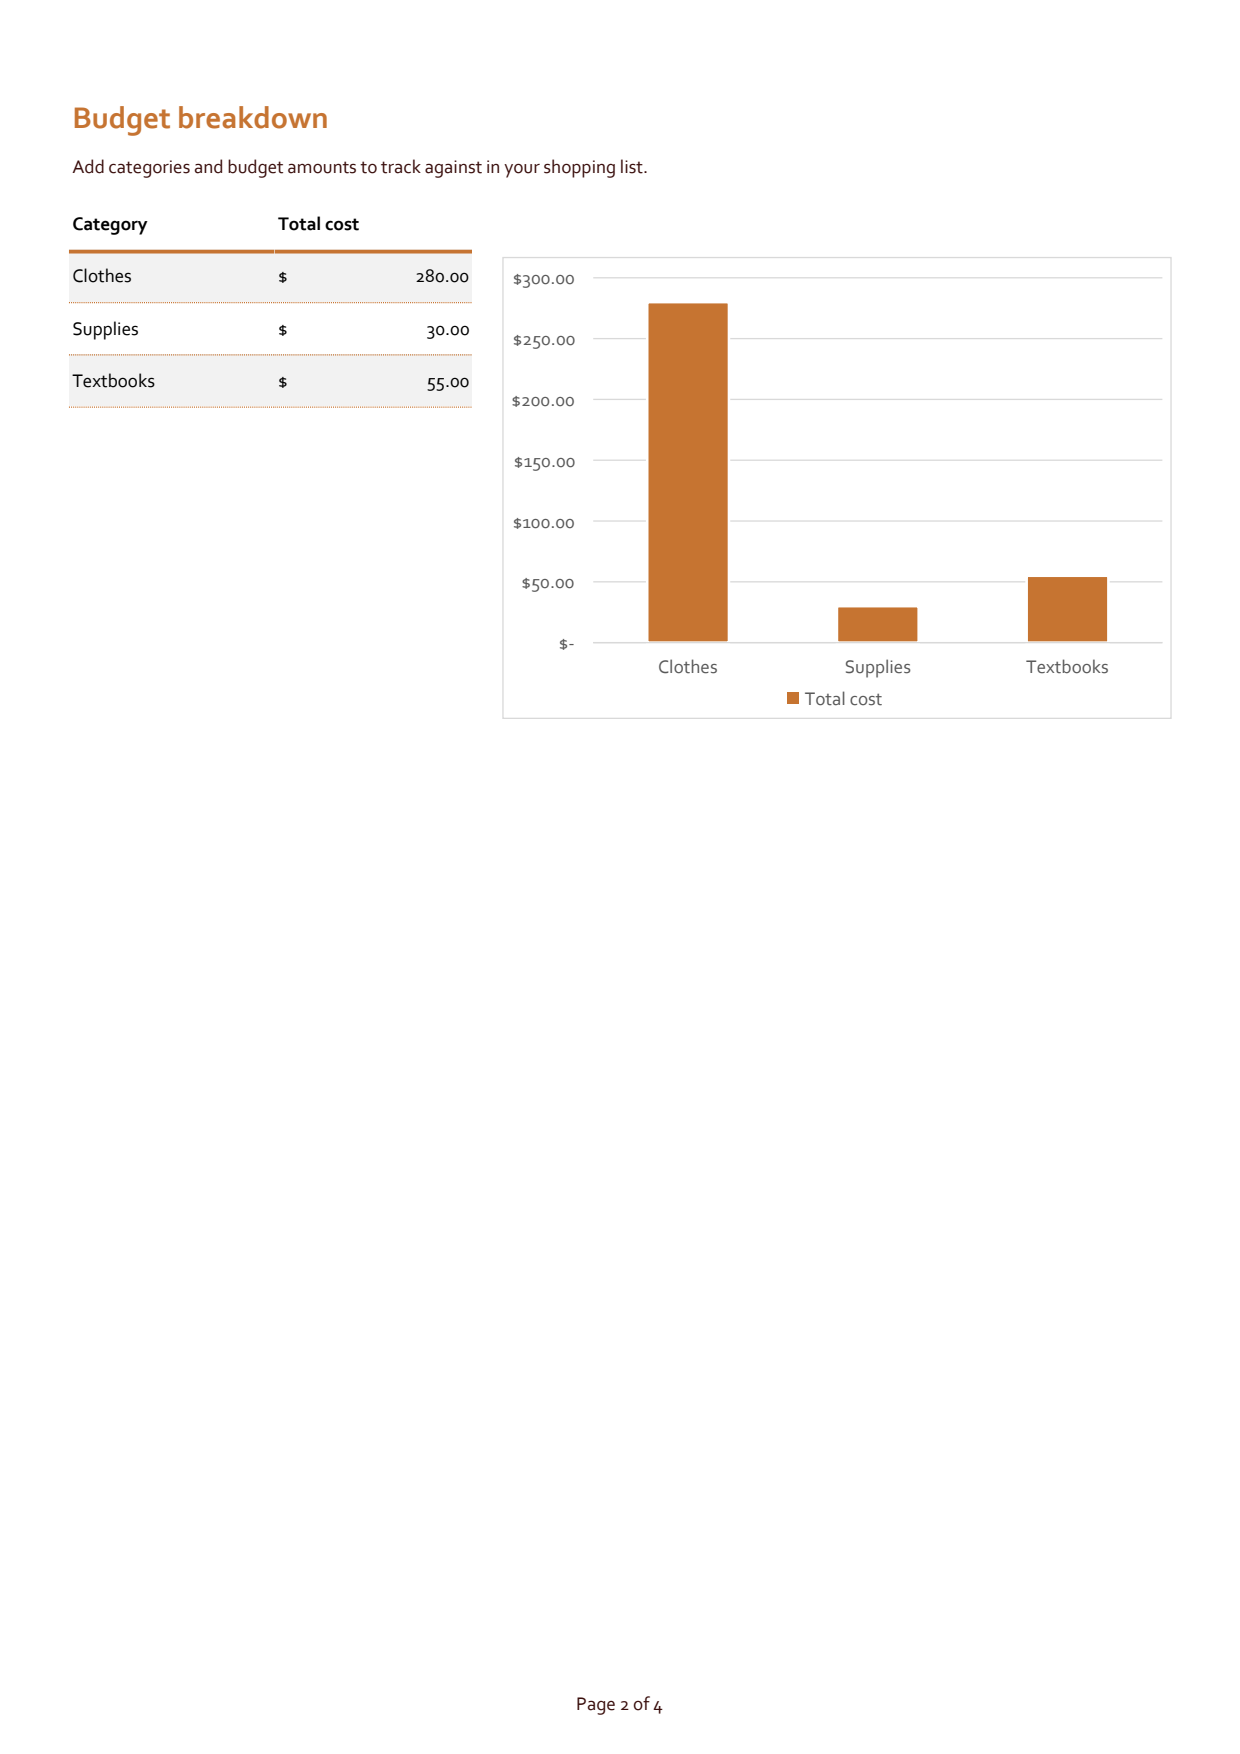 Budget breakdown
Add categories and budget amounts to track against in your shopping list.
Category Total cost
Clothes $ 280.00
Supplies $ 30.00
Textbooks $ 55.00
$300.00
$250.00
$200.00
$150.00
$100.00
$50.00
$-
Clothes Supplies Textbooks
Total cost
Page 2 of 4